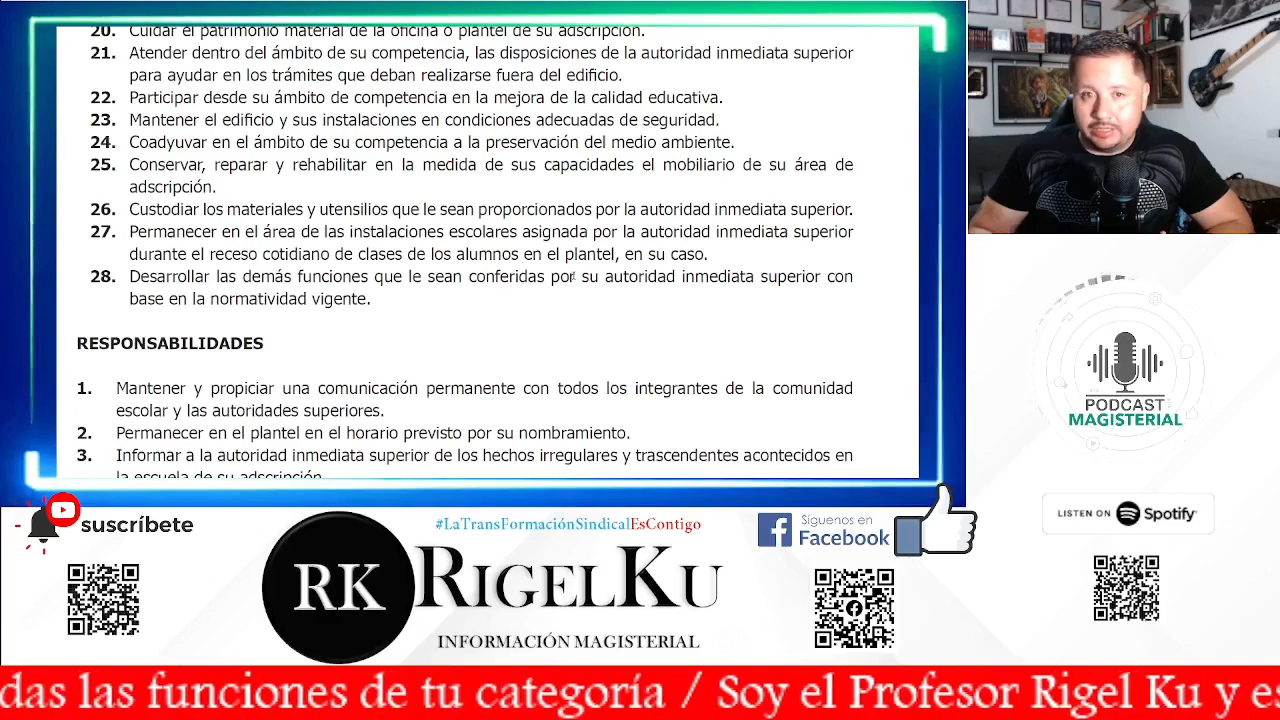 20. Cuidar el patrimonio material de la oficina o plantel de su adscripción.
21. Atender dentro del ámbito de su competencia, las disposiciones de la autoridad inmediata superior
para ayudar en los trámites que deban realizarse fuera del edificio.
22. Participar desde su ámbito de competencia en la mejora de la calidad educativa.
23. Mantener el edificio y sus instalaciones en condiciones adecuadas de seguridad.
24. Coadyuvar en el ámbito de su competencia a la preservación del medio ambiente.
25. Conservar, reparar y rehabilitar en la medida de sus capacidades el mobiliario de su área de
adscripción.
26. Custodiar los materiales y utensilios que le sean proporcionados por la autoridad inmediata superior.
27. Permanecer en el área de las instalaciones escolares asignada por la autoridad inmediata superior
durante el receso cotidiano de clases de los alumnos en el plantel, en su caso.
28. Desarrollar las demás funciones que le sean conferidas por su autoridad inmediata superior con
base en la normatividad vigente.
RESPONSABILIDADES
1. Mantener y propiciar una comunicación permanente con todos los integrantes de la comunidad
escolar y las autoridades superiores.
2. Permanecer en el plantel en el horario previsto por su nombramiento.
3. Informar a la autoridad inmediata superior de los hechos irregulares y trascendentes acontecidos en
la escuela de su adscripción.
PODCAST
MAGISTERIAL
suscríbete
#LaTransFormaciónSindicalEsContigo
RK
RIGELKU
INFORMACIÓN MAGISTERIAL
Síguenos en
Facebook
LISTEN ON Spotify
das las funciones de tu categoría / Soy el Profesor Rigel Ku y es